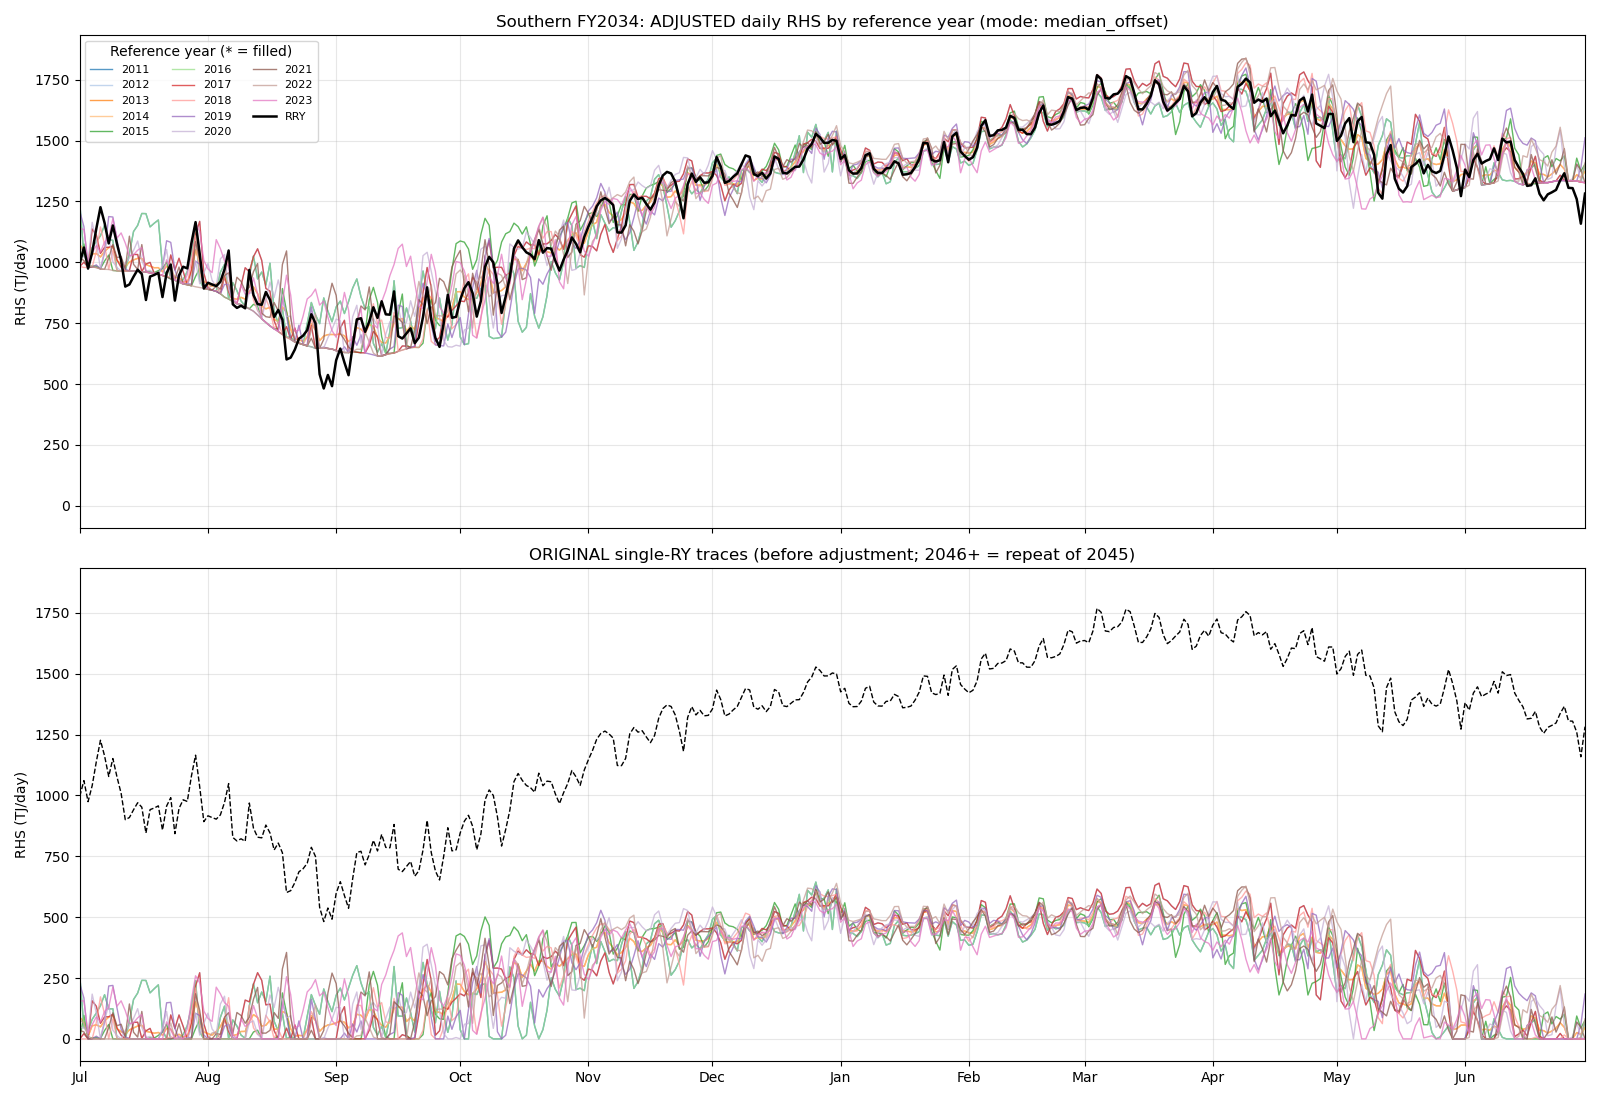 Southern FY2034: ADJUSTED daily RHS by reference year (mode: median_offset)
Reference year (* = filled)
2011 2016 2021
2012 2017 2022
2013 2018 2023
2014 2019 RRY
2015 2020
RHS (TJ/day)
1750
1500
1250
1000
750
500
250
0
ORIGINAL single-RY traces (before adjustment; 2046+ = repeat of 2045)
RHS (TJ/day)
1750
1500
1250
1000
750
500
250
0
Jul Aug Sep Oct Nov Dec Jan Feb Mar Apr May Jun